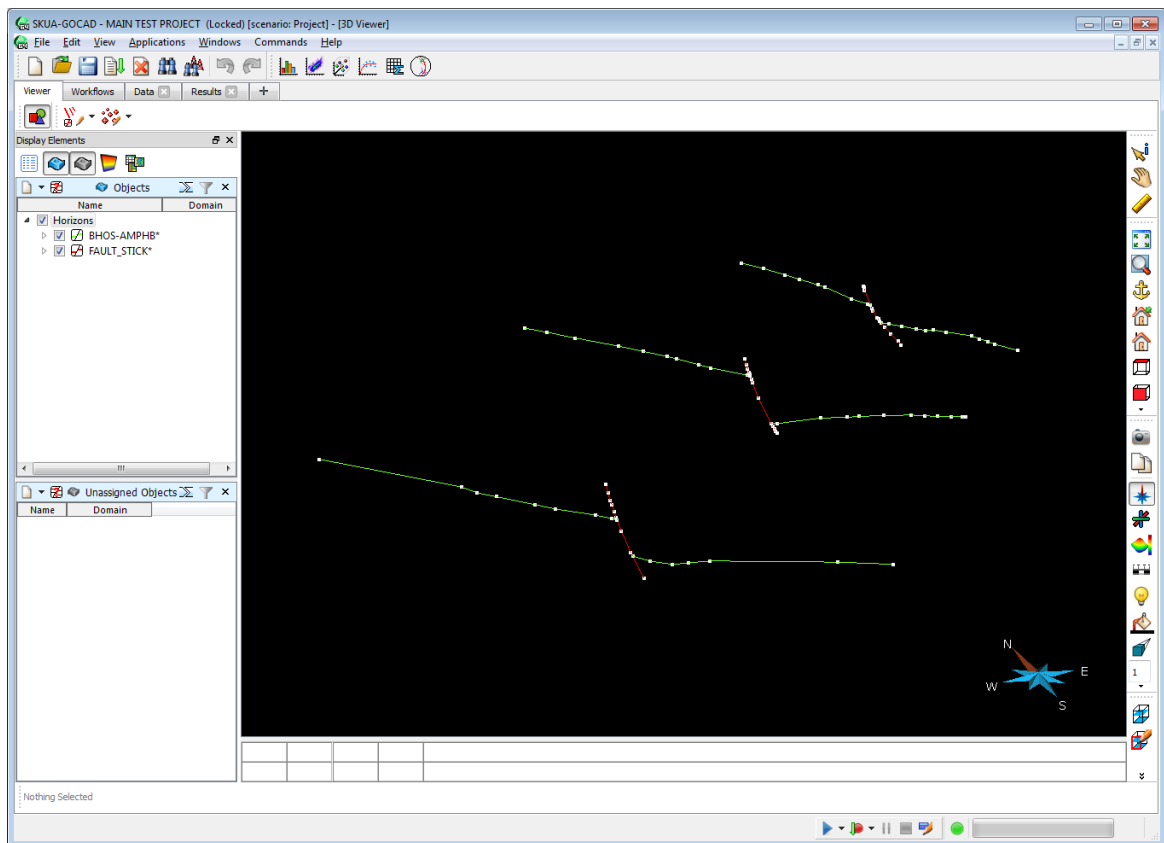 SKUA-GOCAD - MAIN TEST PROJECT (Locked) [scenario: Project] - [3D Viewer]
File Edit View Applications Windows Commands Help
Viewer Workflows Data Results +
Display Elements
Objects
Name Domain
Horizons
BHOS-AMPHB*
FAULT_STICK*
Unassigned Objects
Name Domain
N
E
W
S
1
Nothing Selected